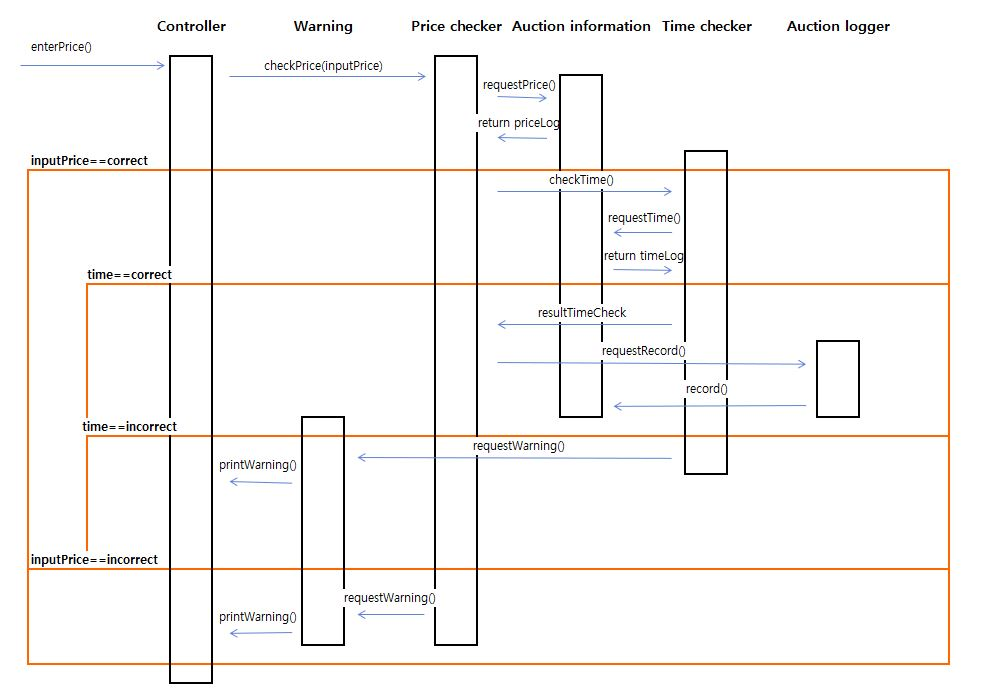 Controller
Warning
Price checker
Auction information
Time checker
Auction logger
enterPrice()
checkPrice(inputPrice)
requestPrice()
return priceLog
inputPrice==correct
checkTime()
requestTime()
return timeLog
time==correct
resultTimeCheck
requestRecord()
record()
time==incorrect
requestWarning()
printWarning()
inputPrice==incorrect
requestWarning()
printWarning()